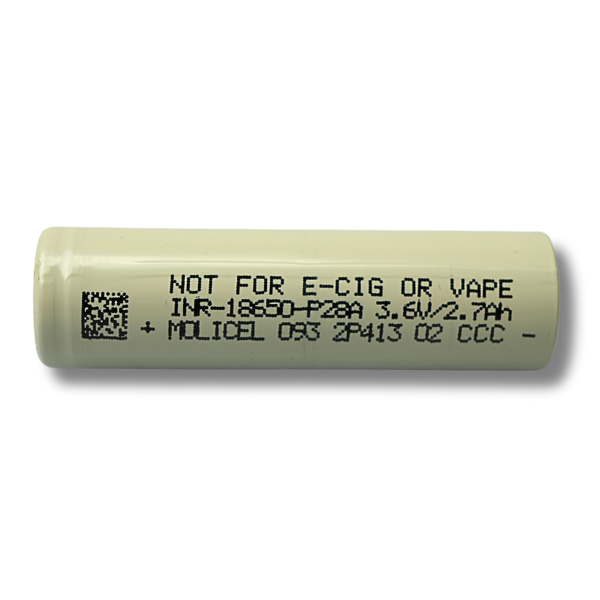 NOT FOR E-CIG OR VAPE
INR-18650-P28A 3.6V/2.7Ah
+ MOLICEL 093 2P413 02 CCC -